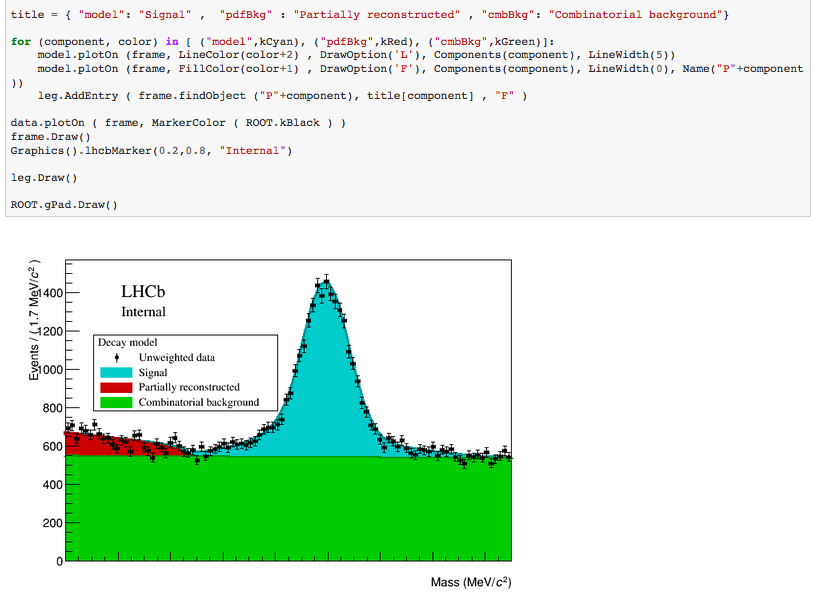 title = { "model": "Signal" ,  "pdfBkg" : "Partially reconstructed" , "cmbBkg": "Combinatorial background"}
for (component, color) in [ ("model",kCyan), ("pdfBkg",kRed), ("cmbBkg",kGreen)]:
    model.plotOn (frame, LineColor(color+2) , DrawOption('L'), Components(component), LineWidth(5))
    model.plotOn (frame, FillColor(color+1) , DrawOption('F'), Components(component), LineWidth(0), Name("P"+component
))
    leg.AddEntry ( frame.findObject ("P"+component), title[component] , "F" )
data.plotOn ( frame, MarkerColor ( ROOT.kBlack ) )
frame.Draw()
Graphics().lhcbMarker(0.2,0.8, "Internal")
leg.Draw()
ROOT.gPad.Draw()
Events / ( 1.7 MeV/c² )
1400
1200
1000
800
600
400
200
0
LHCb
Internal
Decay model
Unweighted data
Signal
Partially reconstructed
Combinatorial background
Mass (MeV/c²)